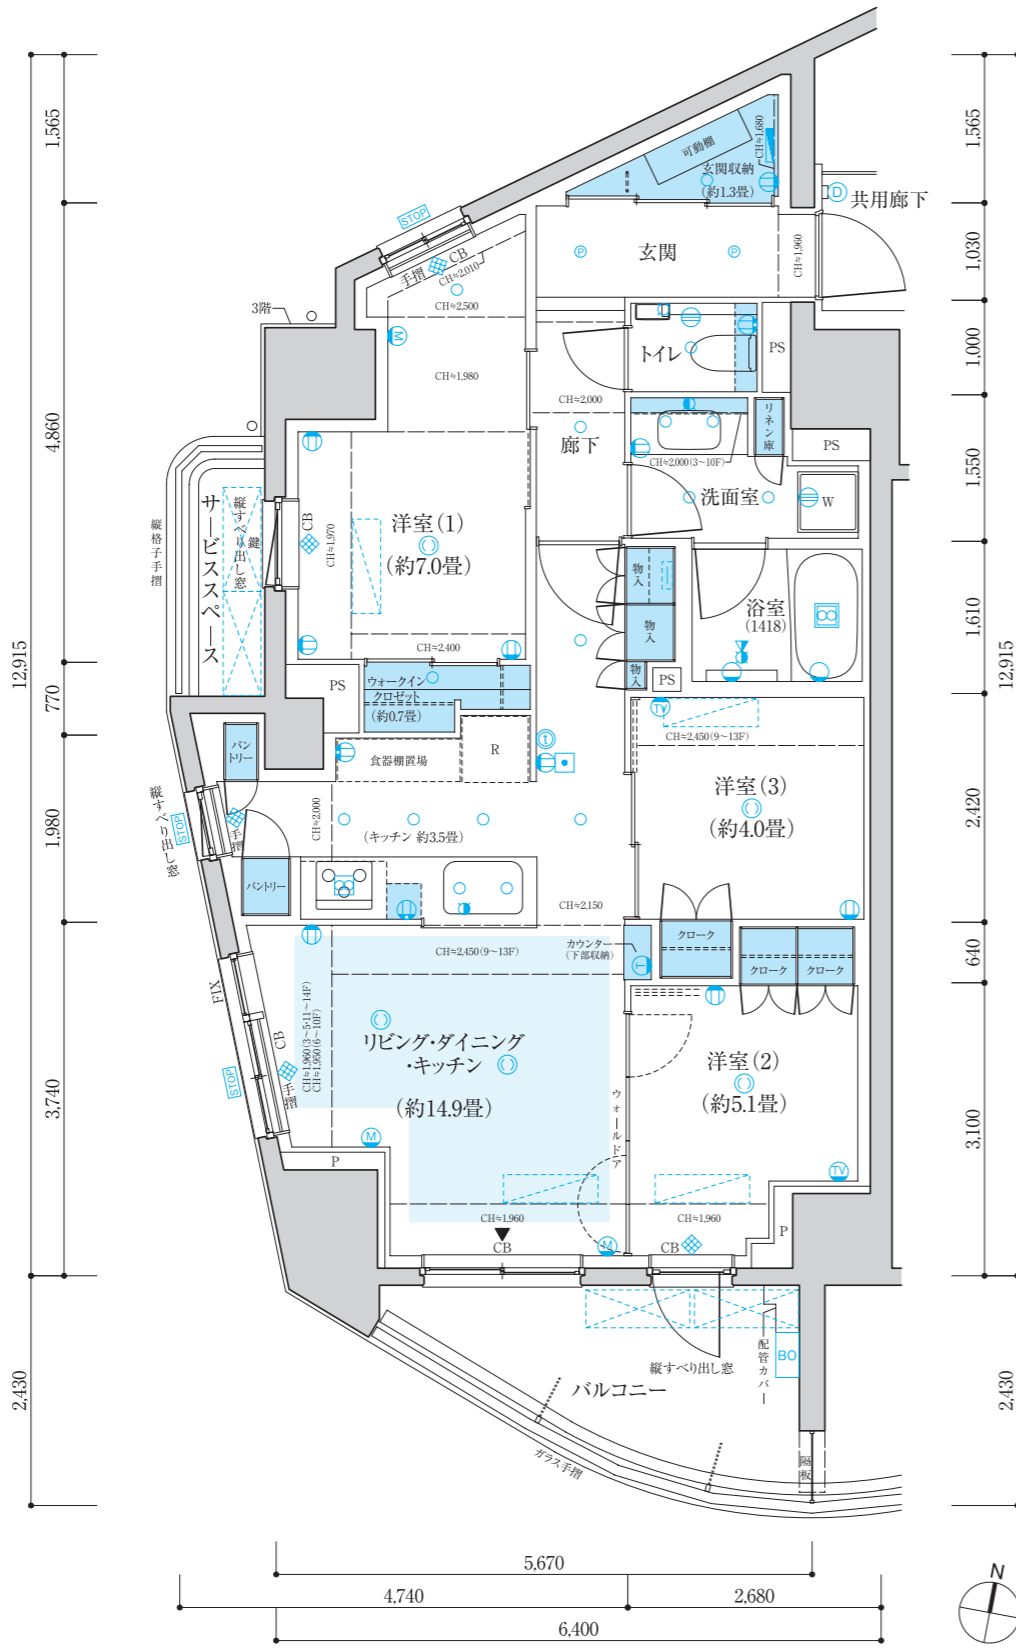 1,565
4,860
770
1,980
3,740
12,915
2,430
1,565
1,030
1,000
1,550
1,610
2,420
640
3,100
12,915
2,430
可動棚
CH≒1,680
玄関収納
(約1.3畳)
D
共用廊下
STOP
CB
手摺
CH≒2,010
玄関
P
P
CH≒1,960
CH≒2,500
3階
M
CH≒1,980
トイレ
PS
CH≒2,000
廊下
リネン庫
PS
CH≒2,000(3~10F)
洗面室
W
サービススペース
縦すべり出し窓
鍵
縦格子手摺
CB
CH≒1,970
洋室(1)
(約7.0畳)
CH≒2,400
物入
物入
物入
浴室
(1418)
PS
PS
ウォークイン
クロゼット
(約0.7畳)
パントリー
食器棚置場
R
t
TV
CH≒2,450(9~13F)
洋室(3)
(約4.0畳)
縦すべり出し窓
STOP
手摺
CH≒2,000
(キッチン 約3.5畳)
パントリー
CH≒2,150
クローク
クローク
クローク
カウンター
(下部収納)
T
CH≒2,450(9~13F)
FIX
CB
手摺
STOP
CH≒1,960(3~5・11~14F)
CH≒1,950(6~10F)
リビング・ダイニング
・キッチン
(約14.9畳)
ウォールドア
洋室(2)
(約5.1畳)
M
P
TV
CH≒1,960
CB
M
CH≒1,960
CB
P
縦すべり出し窓
配管カバー
BO
バルコニー
ガラス手摺
隔板
5,670
4,740
2,680
6,400
N